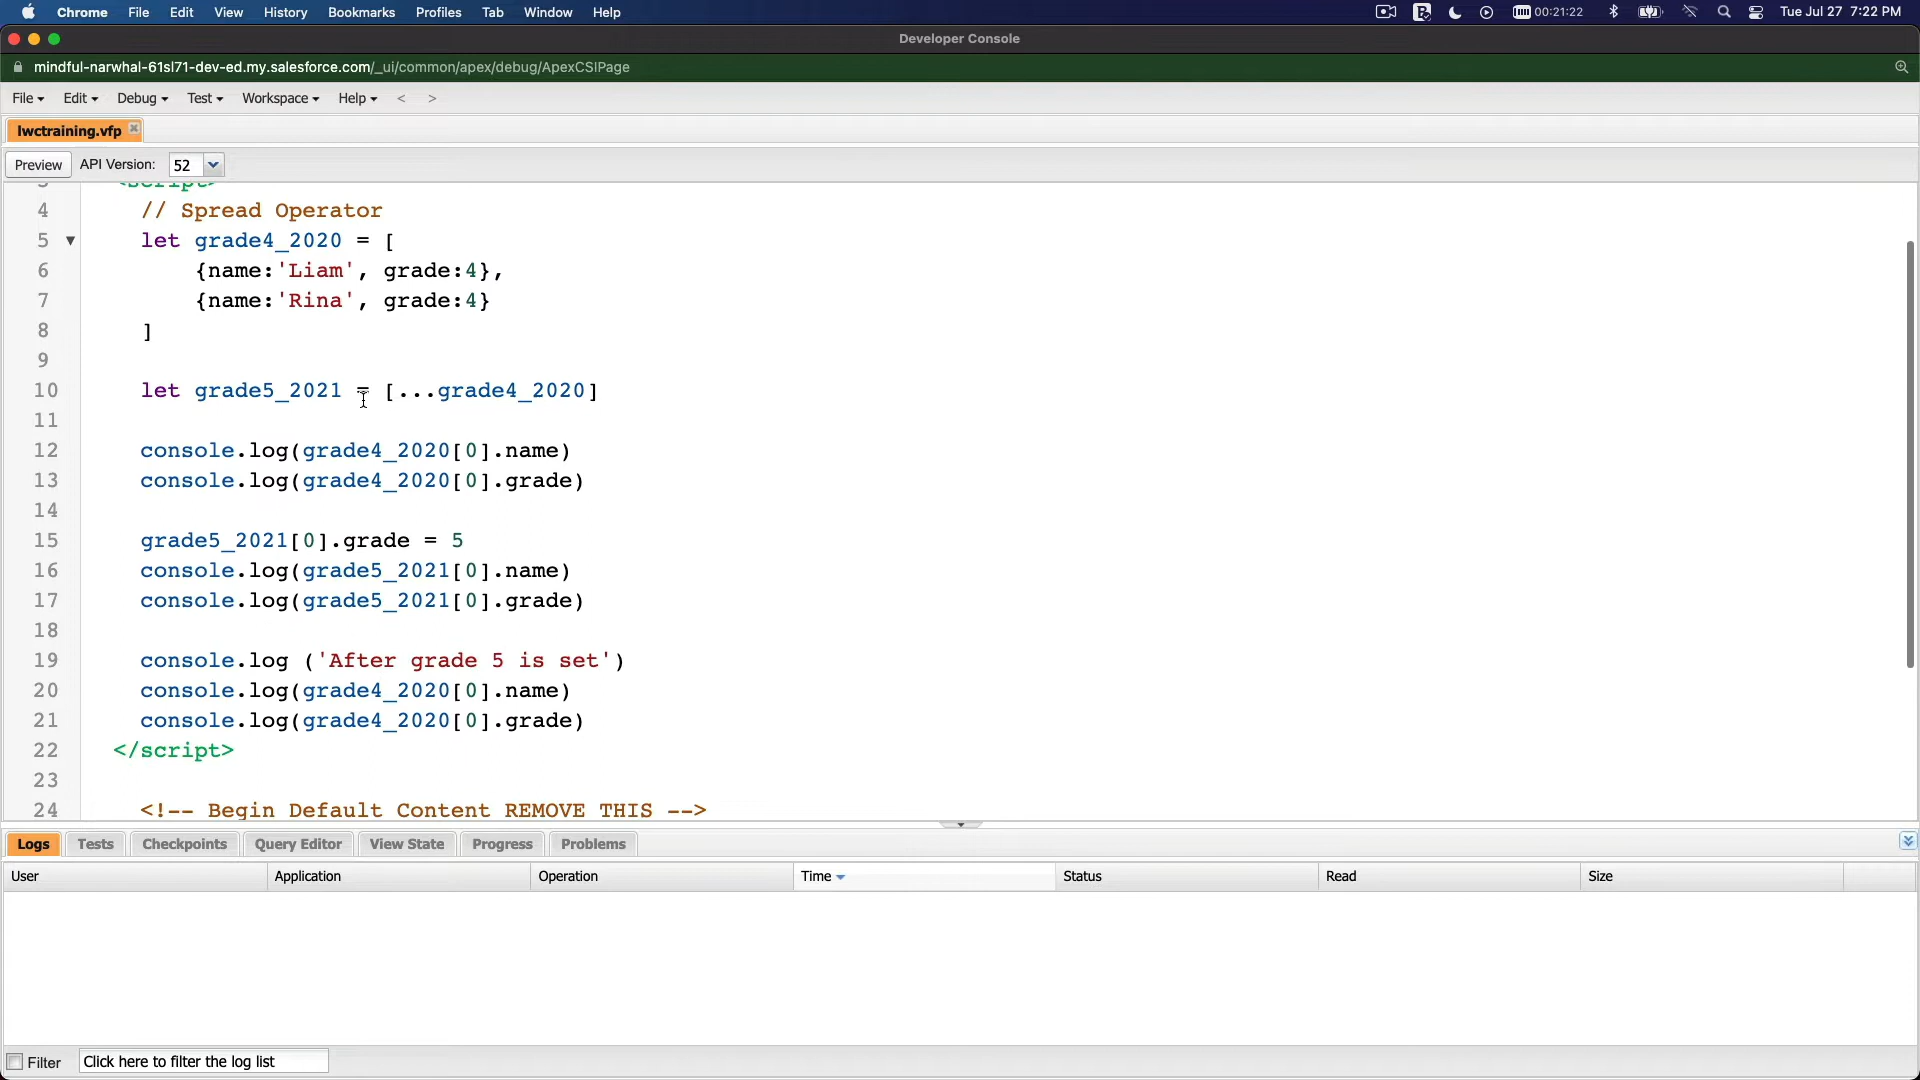 Chrome File Edit View History Bookmarks Profiles Tab Window Help 00:21:22 Tue Jul 27 7:22 PM
Developer Console
mindful-narwhal-61sl71-dev-ed.my.salesforce.com/_ui/common/apex/debug/ApexCSIPage
File Edit Debug Test Workspace Help < >
lwctraining.vfp
Preview API Version: 52
3 <script>
4 // Spread Operator
5 let grade4_2020 = [
6 {name:'Liam', grade:4},
7 {name:'Rina', grade:4}
8 ]
9
10 let grade5_2021 = [...grade4_2020]
11
12 console.log(grade4_2020[0].name)
13 console.log(grade4_2020[0].grade)
14
15 grade5_2021[0].grade = 5
16 console.log(grade5_2021[0].name)
17 console.log(grade5_2021[0].grade)
18
19 console.log ('After grade 5 is set')
20 console.log(grade4_2020[0].name)
21 console.log(grade4_2020[0].grade)
22 </script>
23
24 <!-- Begin Default Content REMOVE THIS -->
Logs Tests Checkpoints Query Editor View State Progress Problems
User Application Operation Time Status Read Size
Filter Click here to filter the log list